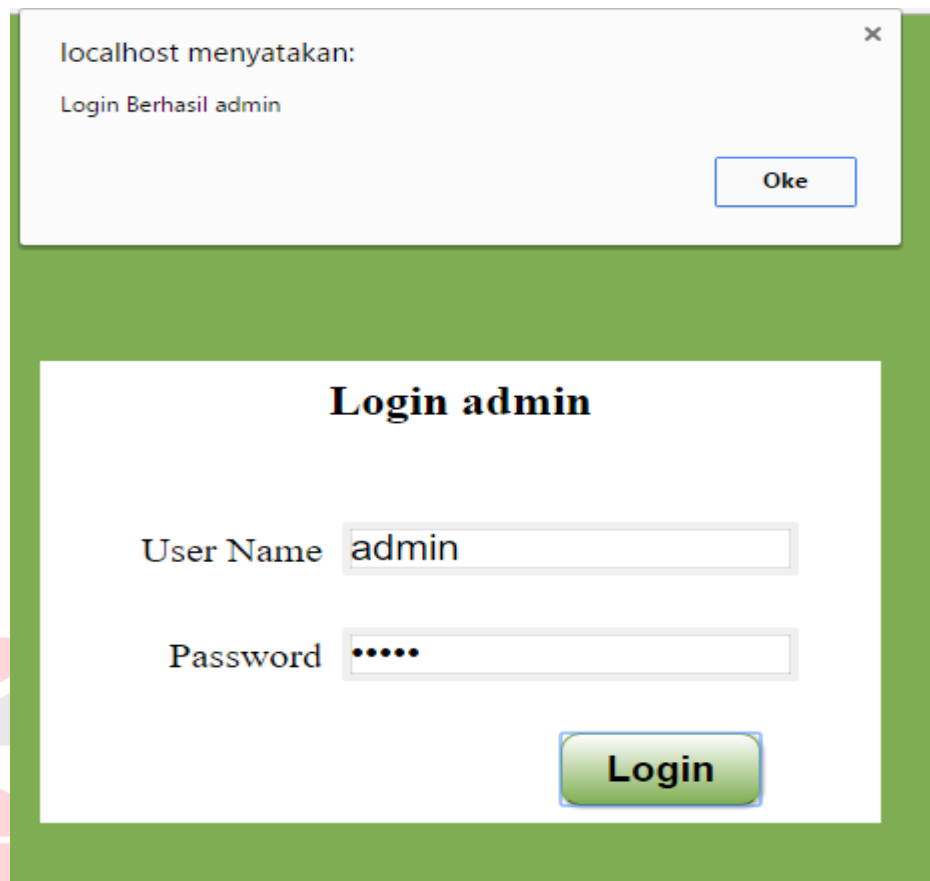 localhost menyatakan:
Login Berhasil admin
Oke
Login admin
User Name admin
Password •••••
Login